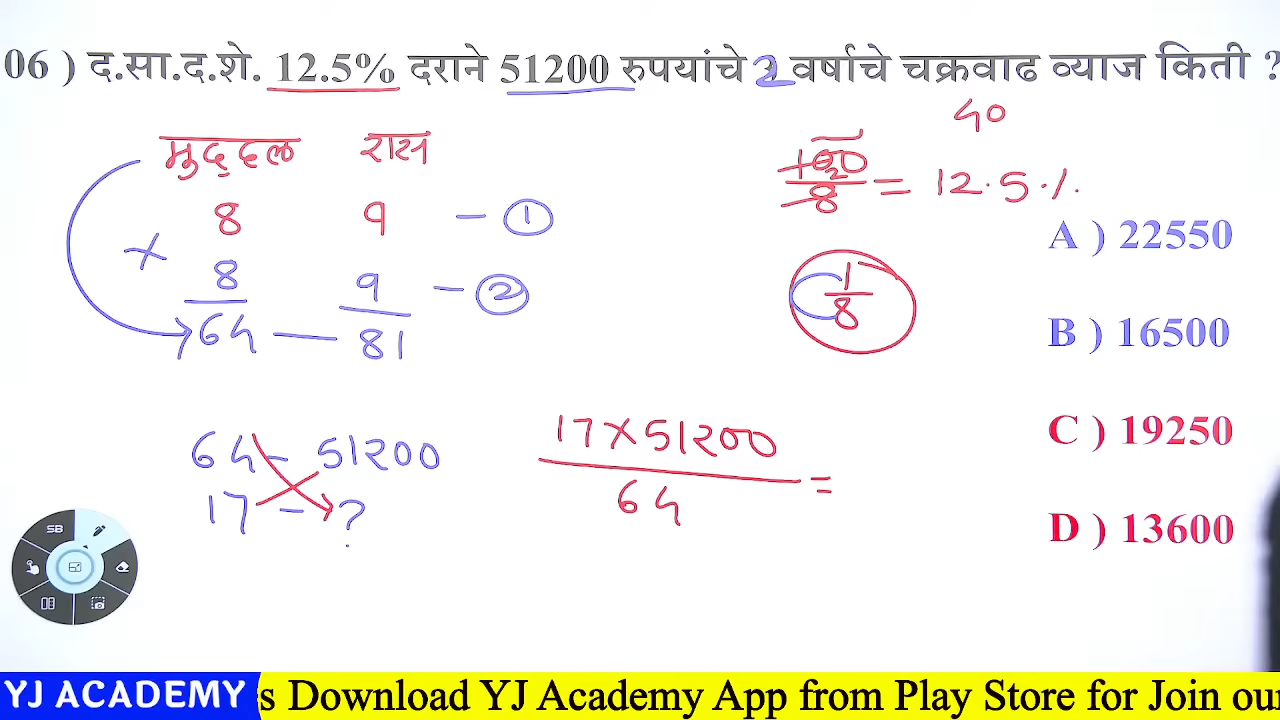 06 ) द.सा.द.शे. 12.5% दराने 51200 रुपयांचे 2 वर्षाचे चक्रवाढ व्याज किती ?
मुद्दल रास
8 9 - 1
× 8 9 - 2
64 — 81
40
100/8 = 12.5%
1/8
A ) 22550
B ) 16500
C ) 19250
D ) 13600
64 - 51200
17 - ?
17×51200
64
=
SB
YJ ACADEMY
s Download YJ Academy App from Play Store for Join ou